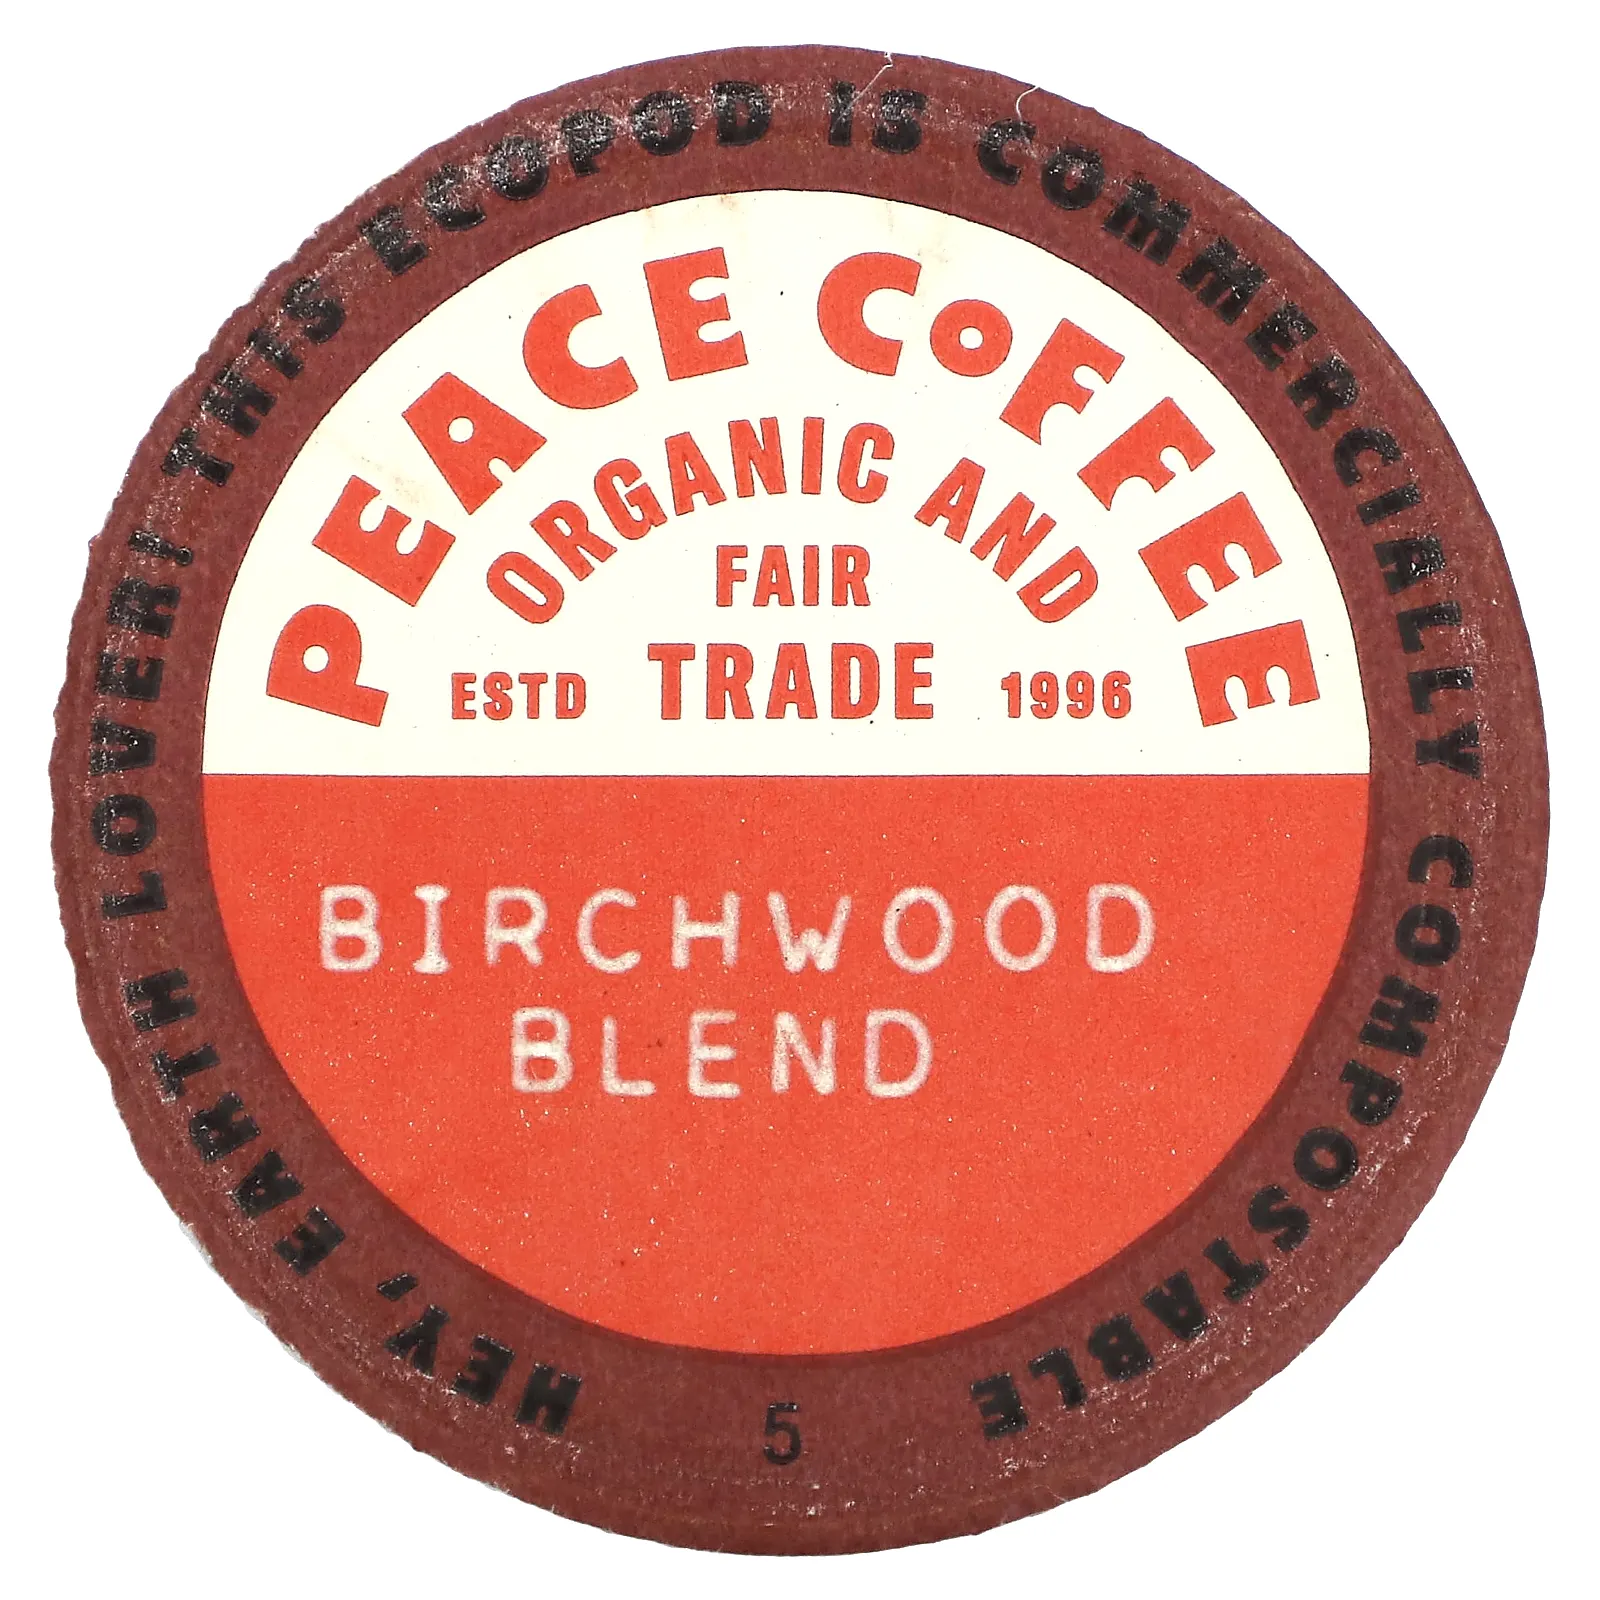 HEY, EARTH LOVER! THIS ECOPOD IS COMMERCIALLY COMPOSTABLE
PEACE COFFEE
ORGANIC AND
FAIR
ESTD TRADE 1996
BIRCHWOOD
BLEND
5